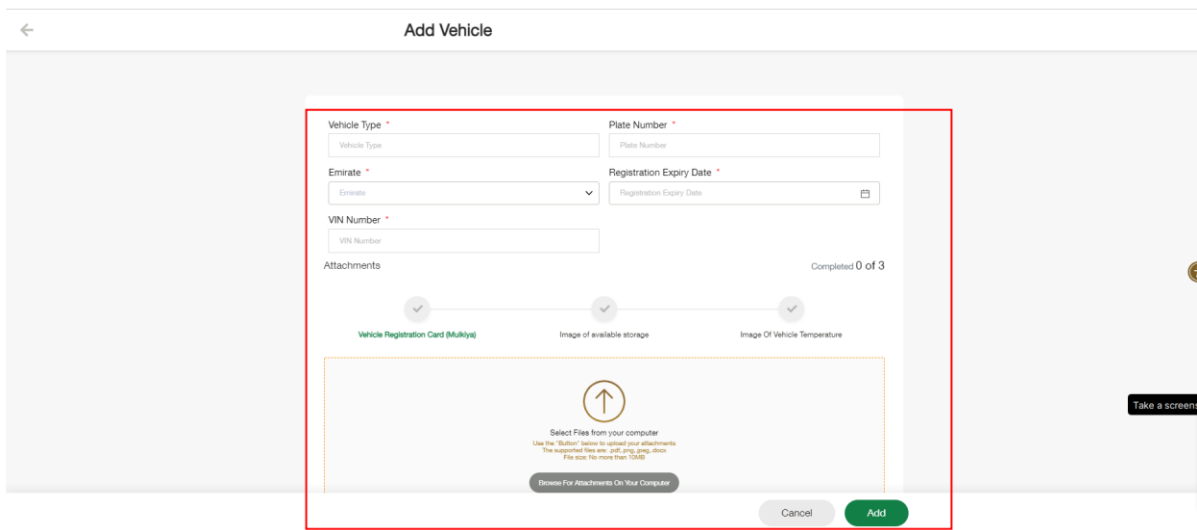 Add Vehicle
Vehicle Type *
Plate Number *
Vehicle Type
Plate Number
Emirate *
Registration Expiry Date *
Emirate
Registration Expiry Date
VIN Number *
VIN Number
Attachments
Completed 0 of 3
Vehicle Registration Card (Mulkiya)
Image of available storage
Image Of Vehicle Temperature
Select Files from your computer
Use the "Button" below to upload your attachments
The supported files are: .pdf,.png,.jpeg,.docx
File size: No more than 10MB
Browse For Attachments On Your Computer
Take a screens
Cancel
Add